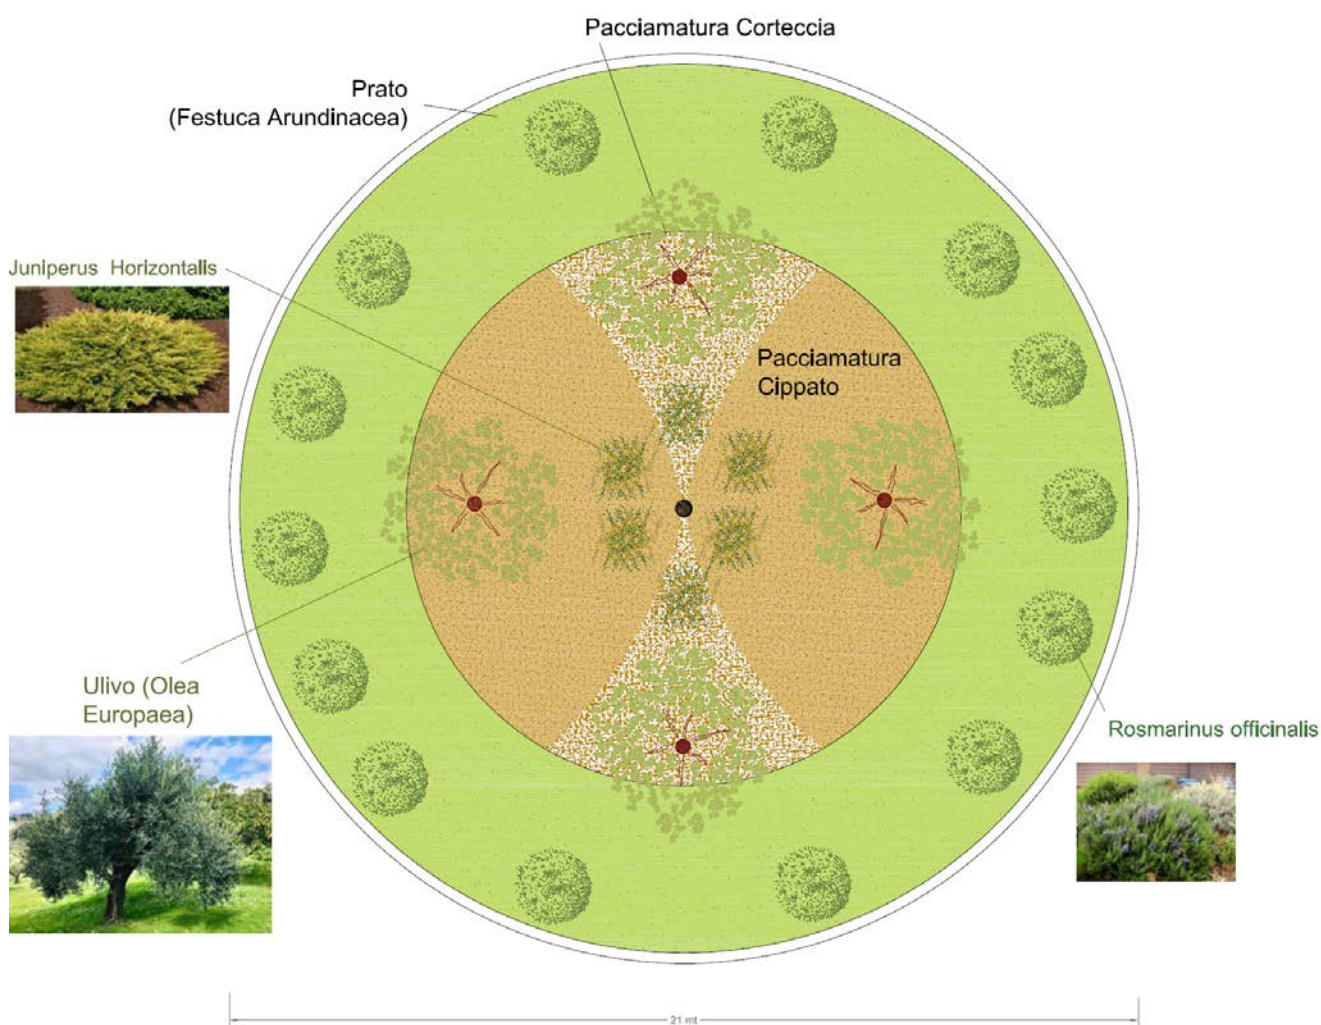 Pacciamatura Corteccia
Prato
(Festuca Arundinacea)
Juniperus Horizontalis
Pacciamatura
Cippato
Ulivo (Olea
Europaea)
Rosmarinus officinalis
21 mt